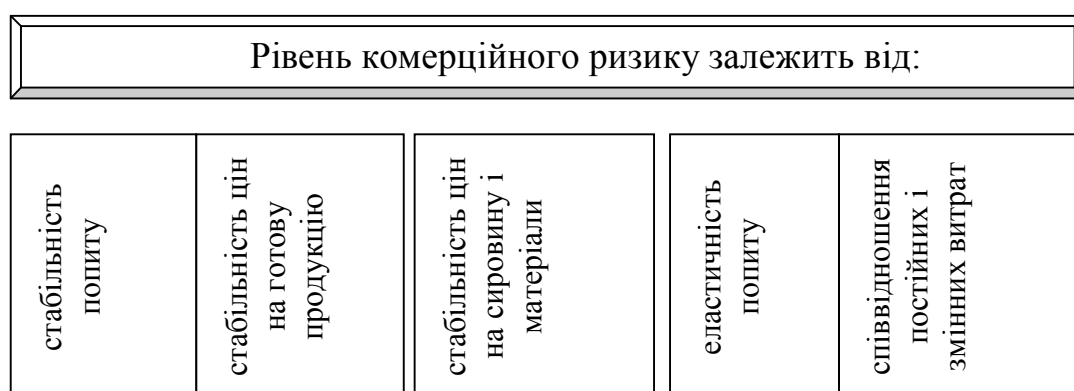 Рівень комерційного ризику залежить від:
стабільність
попиту
стабільність цін
на готову
продукцію
стабільність цін
на сировину і
матеріали
еластичність
попиту
співвідношення
постійних і
змінних витрат